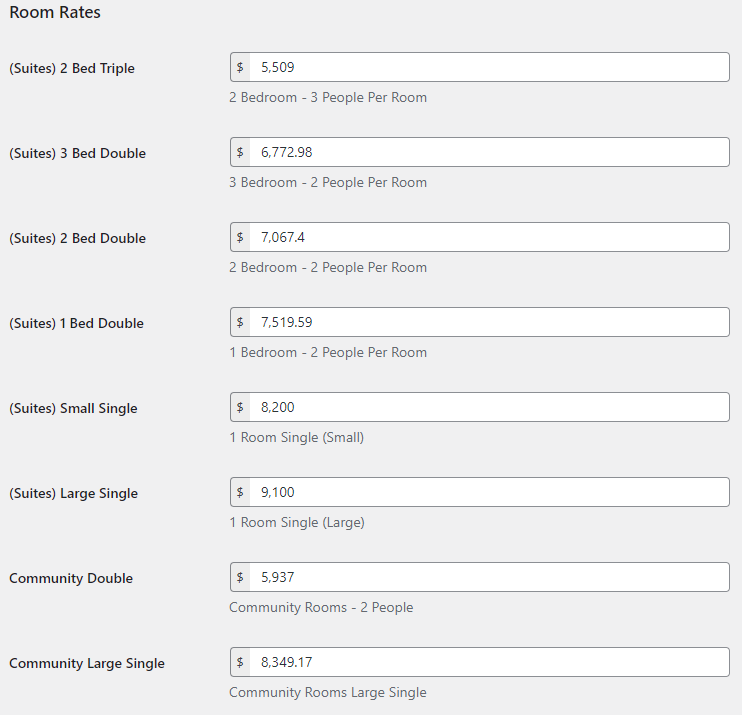 Room Rates
(Suites) 2 Bed Triple
$ 5,509
2 Bedroom - 3 People Per Room
(Suites) 3 Bed Double
$ 6,772.98
3 Bedroom - 2 People Per Room
(Suites) 2 Bed Double
$ 7,067.4
2 Bedroom - 2 People Per Room
(Suites) 1 Bed Double
$ 7,519.59
1 Bedroom - 2 People Per Room
(Suites) Small Single
$ 8,200
1 Room Single (Small)
(Suites) Large Single
$ 9,100
1 Room Single (Large)
Community Double
$ 5,937
Community Rooms - 2 People
Community Large Single
$ 8,349.17
Community Rooms Large Single